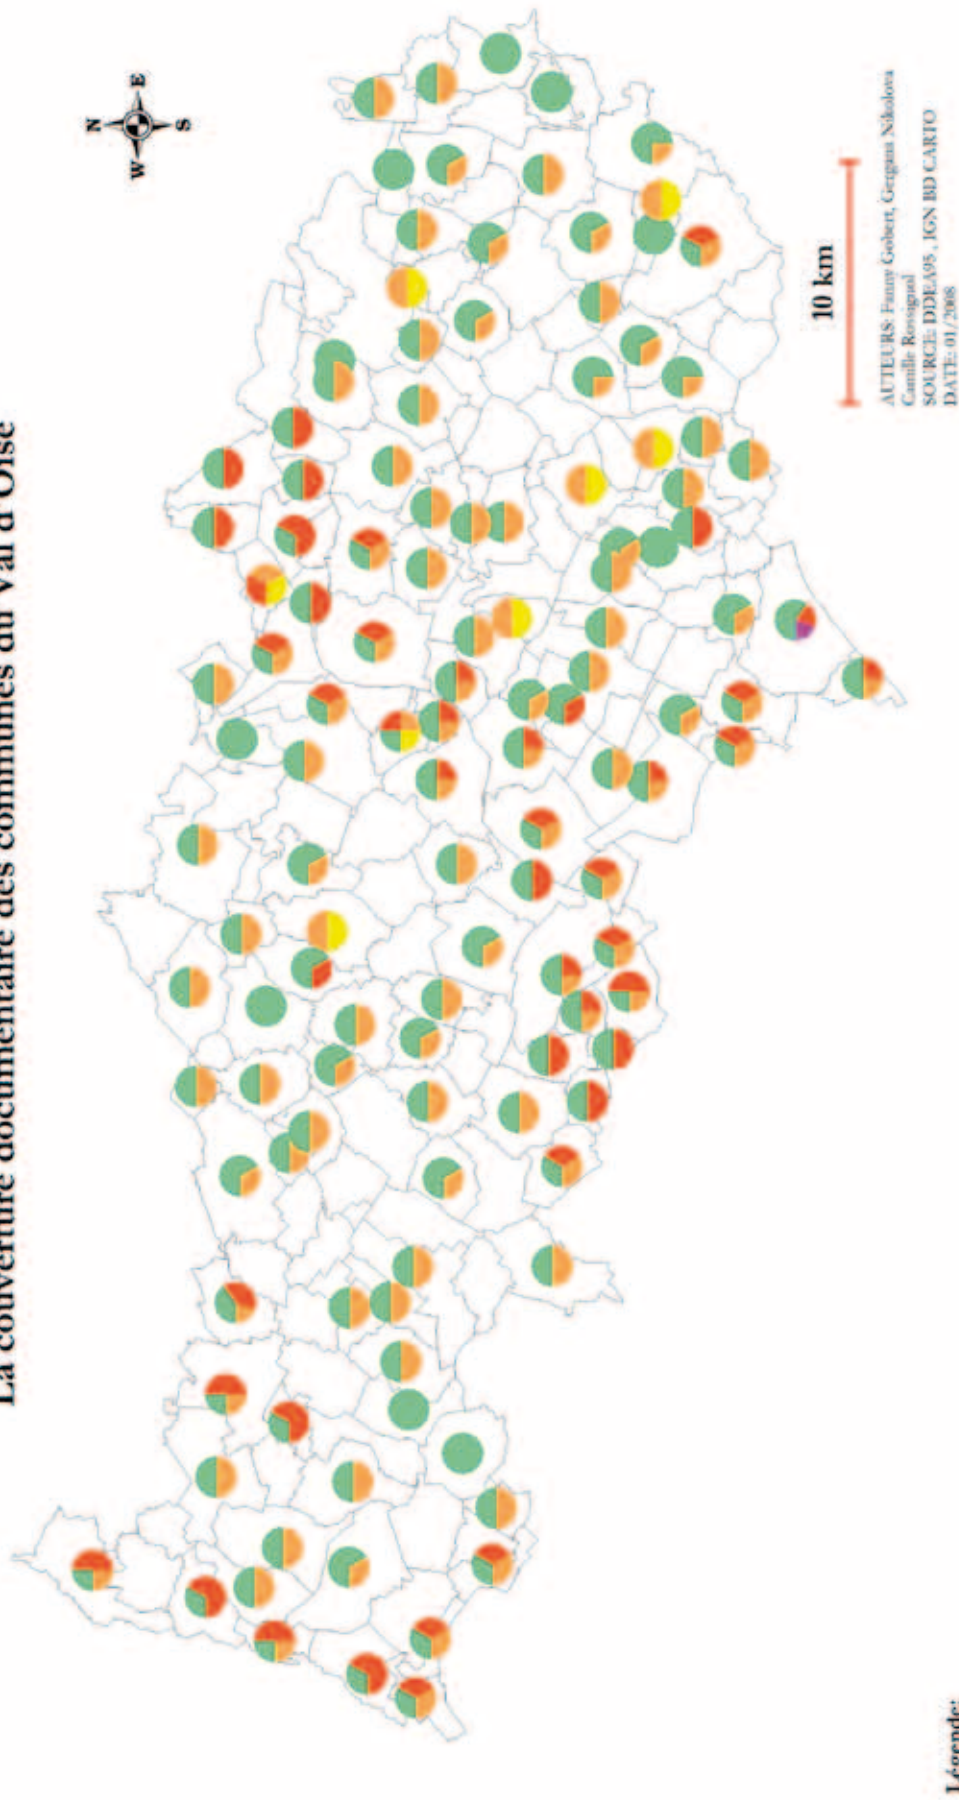 La couverture documentaire des communes du Val d'Oise
N
W E
S
10 km
AUTEURS: Fanny Gobert, Gergana Nikolova
Camille Rossignol
SOURCE: DDEA95, IGN BD CARTO
DATE: 01/2008
Légende: